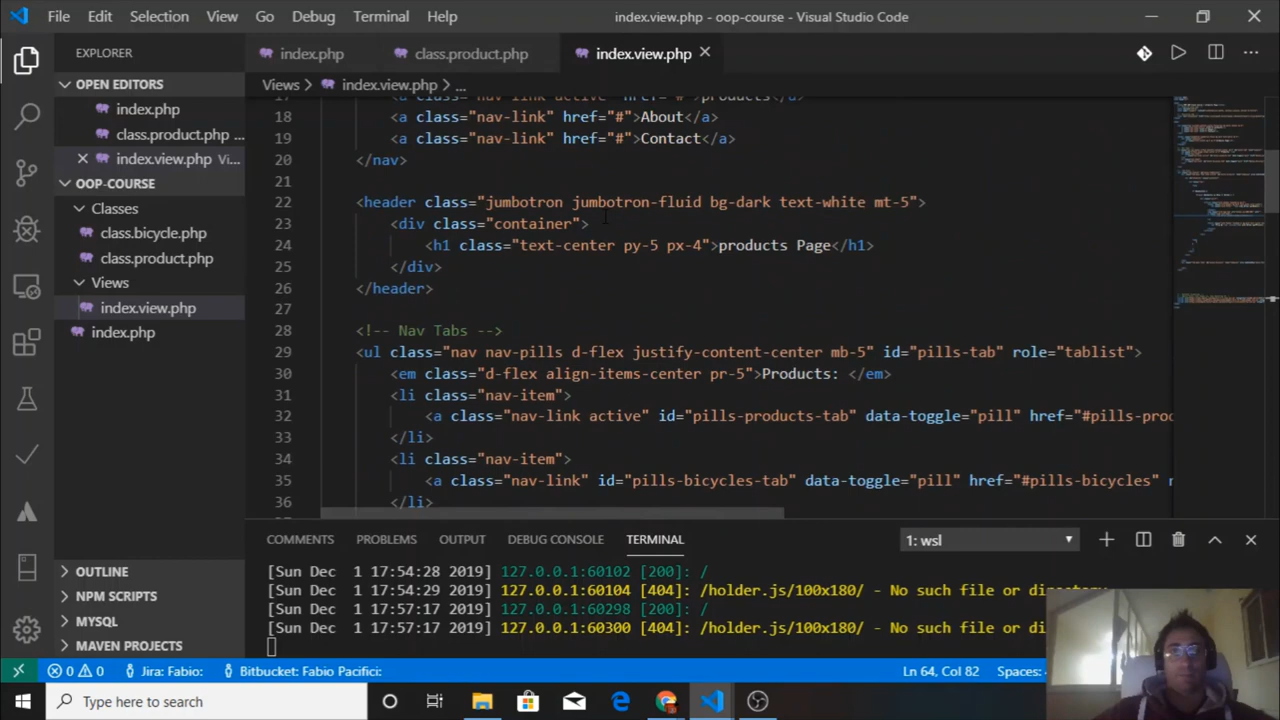 File Edit Selection View Go Debug Terminal Help index.view.php - oop-course - Visual Studio Code
EXPLORER
index.php class.product.php index.view.php
OPEN EDITORS
index.php
class.product.php ...
index.view.php Vi...
OOP-COURSE
Classes
class.bicycle.php
class.product.php
Views
index.view.php
index.php
OUTLINE
NPM SCRIPTS
MYSQL
MAVEN PROJECTS
Views > index.view.php > ...
17 <a class="nav-link active" href="#">products</a>
18 <a class="nav-link" href="#">About</a>
19 <a class="nav-link" href="#">Contact</a>
20 </nav>
21
22 <header class="jumbotron jumbotron-fluid bg-dark text-white mt-5">
23 <div class="container">
24 <h1 class="text-center py-5 px-4">products Page</h1>
25 </div>
26 </header>
27
28 <!-- Nav Tabs -->
29 <ul class="nav nav-pills d-flex justify-content-center mb-5" id="pills-tab" role="tablist">
30 <em class="d-flex align-items-center pr-5">Products: </em>
31 <li class="nav-item">
32 <a class="nav-link active" id="pills-products-tab" data-toggle="pill" href="#pills-prod
33 </li>
34 <li class="nav-item">
35 <a class="nav-link" id="pills-bicycles-tab" data-toggle="pill" href="#pills-bicycles"
36 </li>
COMMENTS PROBLEMS OUTPUT DEBUG CONSOLE TERMINAL 1: wsl
[Sun Dec 1 17:54:28 2019] 127.0.0.1:60102 [200]: /
[Sun Dec 1 17:54:29 2019] 127.0.0.1:60104 [404]: /holder.js/100x180/ - No such file or directory
[Sun Dec 1 17:57:17 2019] 127.0.0.1:60298 [200]: /
[Sun Dec 1 17:57:17 2019] 127.0.0.1:60300 [404]: /holder.js/100x180/ - No such file or di
0 0 Jira: Fabio: Bitbucket: Fabio Pacifici: Ln 64, Col 82 Spaces:
Type here to search